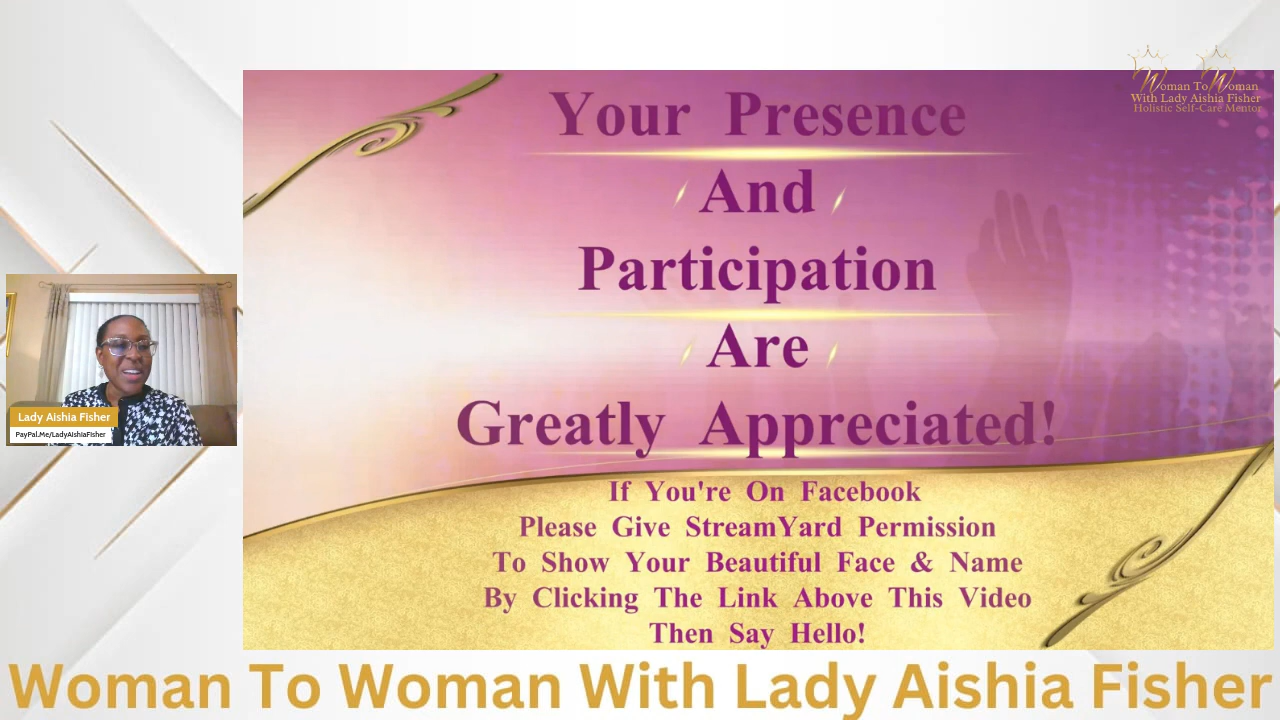 Woman To Woman
With Lady Aishia Fisher
Holistic Self-Care Mentor
Your Presence
And
Participation
Are
Greatly Appreciated!
If You're On Facebook
Please Give StreamYard Permission
To Show Your Beautiful Face & Name
By Clicking The Link Above This Video
Then Say Hello!
Lady Aishia Fisher
PayPal.Me/LadyAishiaFisher
Woman To Woman With Lady Aishia Fisher